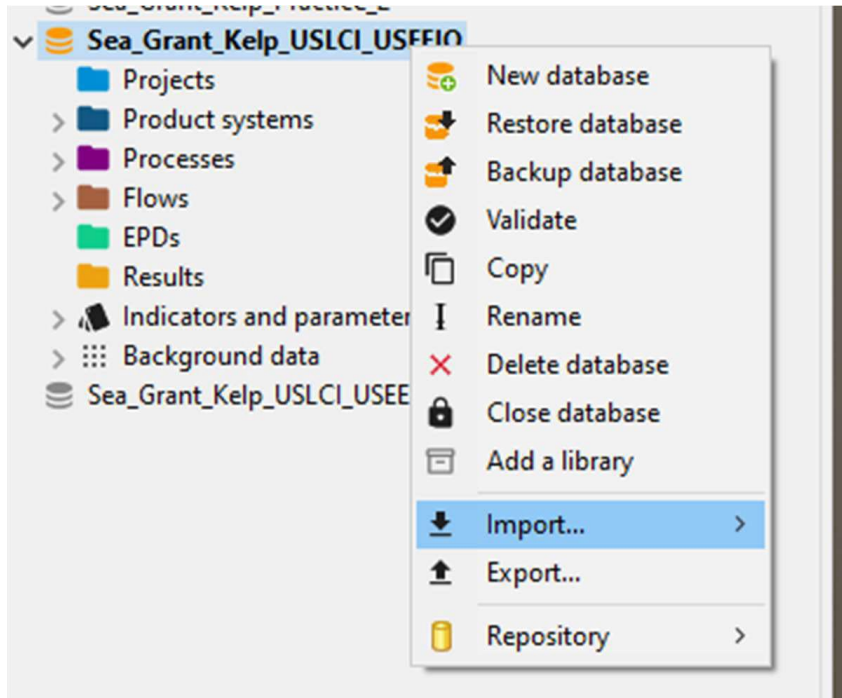 Sea_Grant_Kelp_Practice_2
Sea_Grant_Kelp_USLCI_USEEIO
Projects
Product systems
Processes
Flows
EPDs
Results
Indicators and parameter
Background data
Sea_Grant_Kelp_USLCI_USEE
New database
Restore database
Backup database
Validate
Copy
Rename
Delete database
Close database
Add a library
Import...
Export...
Repository